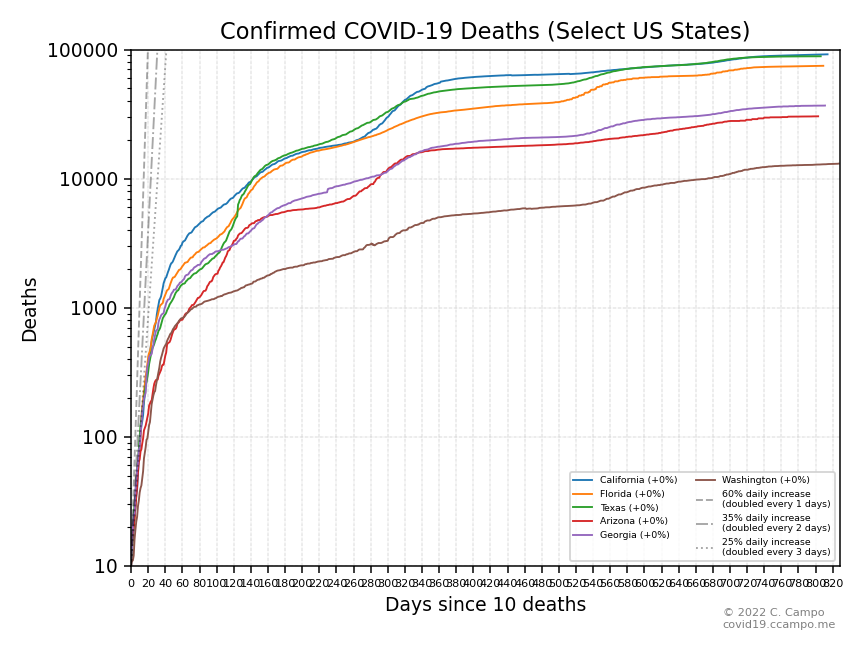 Confirmed COVID-19 Deaths (Select US States)
100000
10000
1000
100
10
Deaths
0 20 40 60 80 100 120 140 160 180 200 220 240 260 280 300 320 340 360 380 400 420 440 460 480 500 520 540 560 580 600 620 640 660 680 700 720 740 760 780 800 820
Days since 10 deaths
California (+0%)
Florida (+0%)
Texas (+0%)
Arizona (+0%)
Georgia (+0%)
Washington (+0%)
60% daily increase
(doubled every 1 days)
35% daily increase
(doubled every 2 days)
25% daily increase
(doubled every 3 days)
© 2022 C. Campo
covid19.ccampo.me